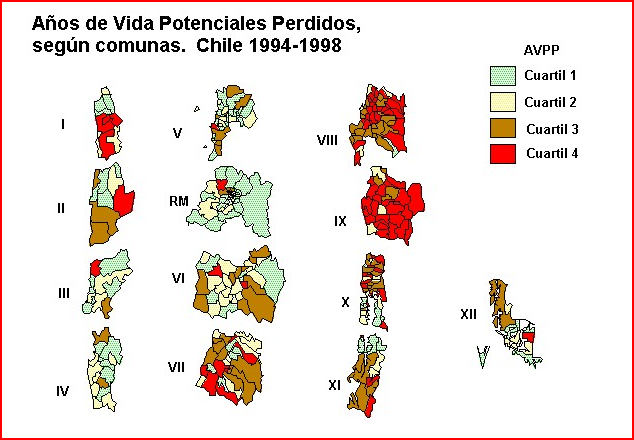 Años de Vida Potenciales Perdidos,
según comunas. Chile 1994-1998
AVPP
Cuartil 1
Cuartil 2
Cuartil 3
Cuartil 4
I
V
VIII
II
RM
IX
III
VI
X
XII
IV
VII
XI